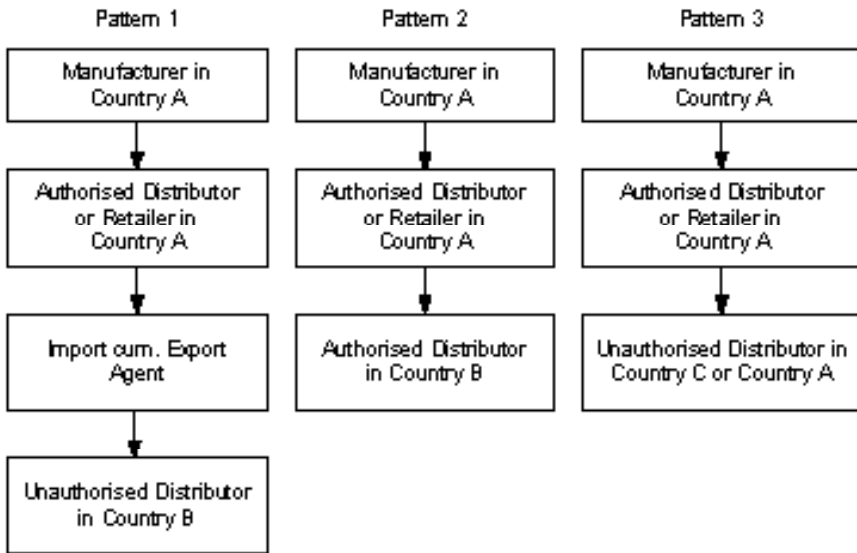 Pattern 1
Pattern 2
Pattern 3
Manufacturer in
Country A
Manufacturer in
Country A
Manufacturer in
Country A
Authorised Distributor
or Retailer in
Country A
Authorised Distributor
or Retailer in
Country A
Authorised Distributor
or Retailer in
Country A
Import cum. Export
Agent
Authorised Distributor
in Country B
Unauthorised Distributor in
Country C or Country A
Unauthorised Distributor
in Country B